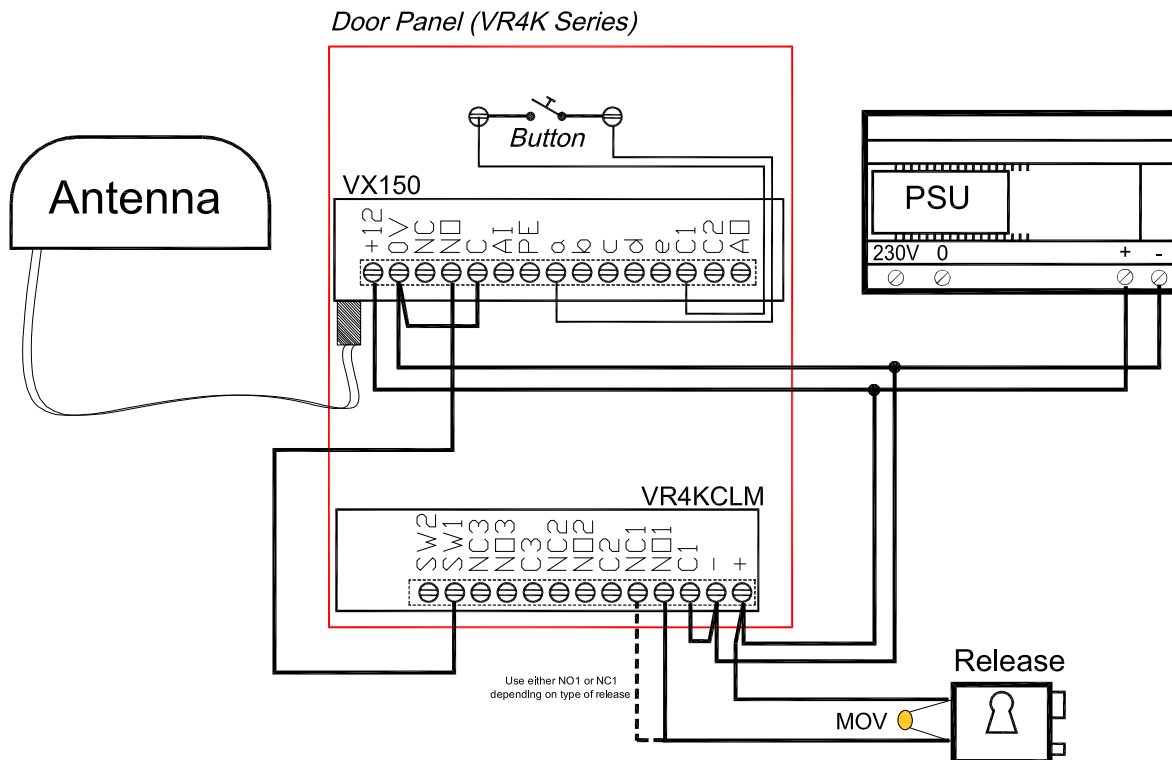 Door Panel (VR4K Series)
Antenna
Button
VX150
+12 0V NC NO C AI PE a b c d e C1 C2 AO
PSU
230V 0 + -
VR4KCLM
SW2 SW1 NC3 NO3 C3 NC2 NO2 C2 NC1 NO1 C1 - +
Use either NO1 or NC1
depending on type of release
Release
MOV